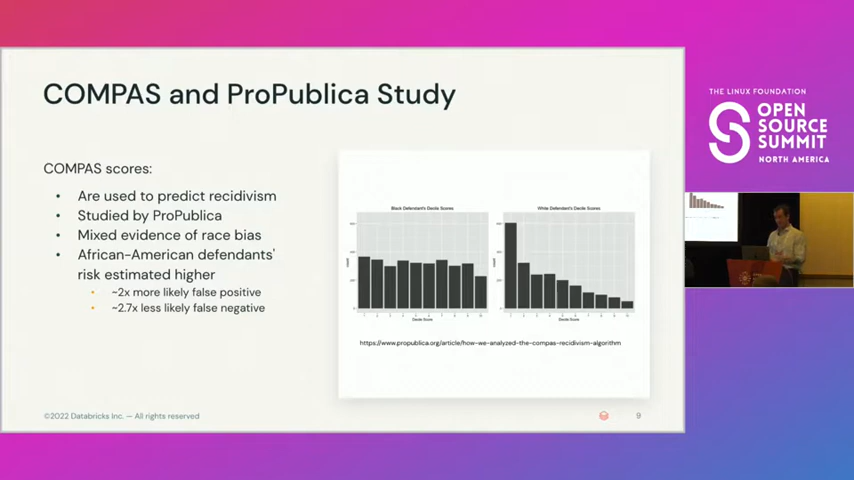 COMPAS and ProPublica Study
COMPAS scores:
• Are used to predict recidivism
• Studied by ProPublica
• Mixed evidence of race bias
• African-American defendants'
risk estimated higher
• ~2x more likely false positive
• ~2.7x less likely false negative
Black Defendant's Decile Scores
White Defendant's Decile Scores
count
count
Decile Score
Decile Score
https://www.propublica.org/article/how-we-analyzed-the-compas-recidivism-algorithm
©2022 Databricks Inc. — All rights reserved
9
THE LINUX FOUNDATION
OPEN
SOURCE
SUMMIT
NORTH AMERICA